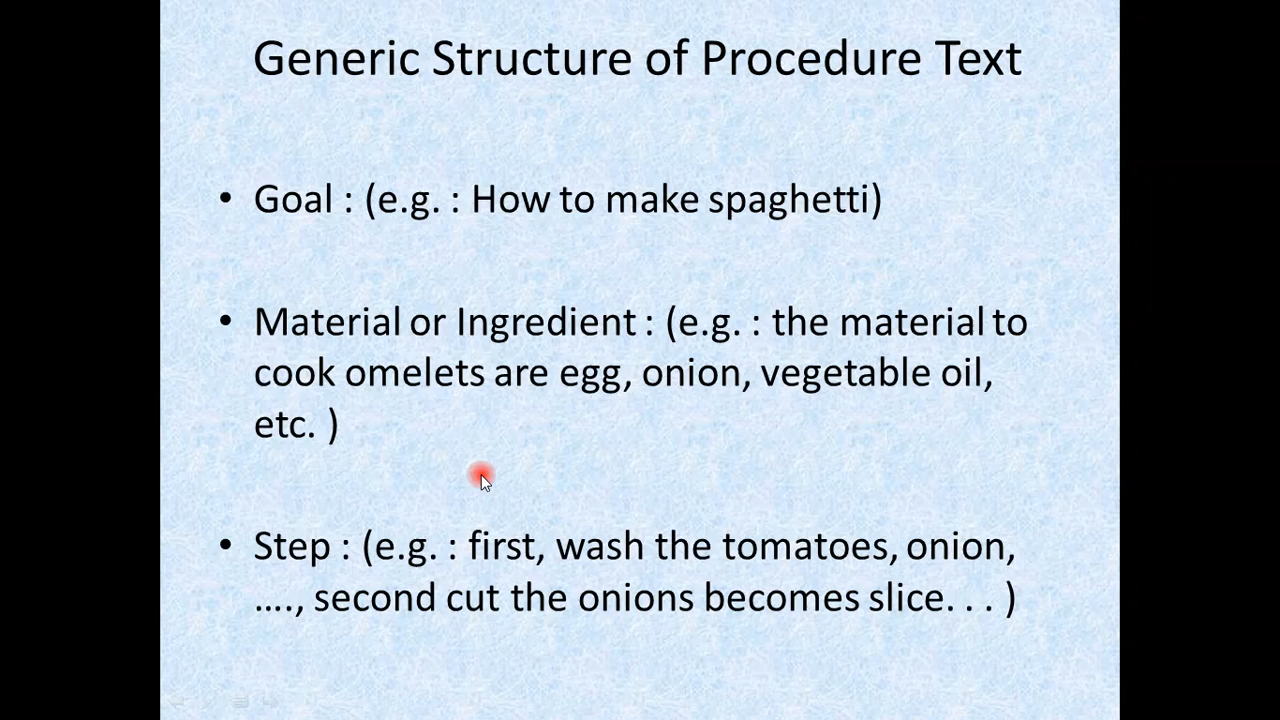 Generic Structure of Procedure Text
• Goal : (e.g. : How to make spaghetti)
• Material or Ingredient : (e.g. : the material to
cook omelets are egg, onion, vegetable oil,
etc. )
• Step : (e.g. : first, wash the tomatoes, onion,
…., second cut the onions becomes slice. . . )